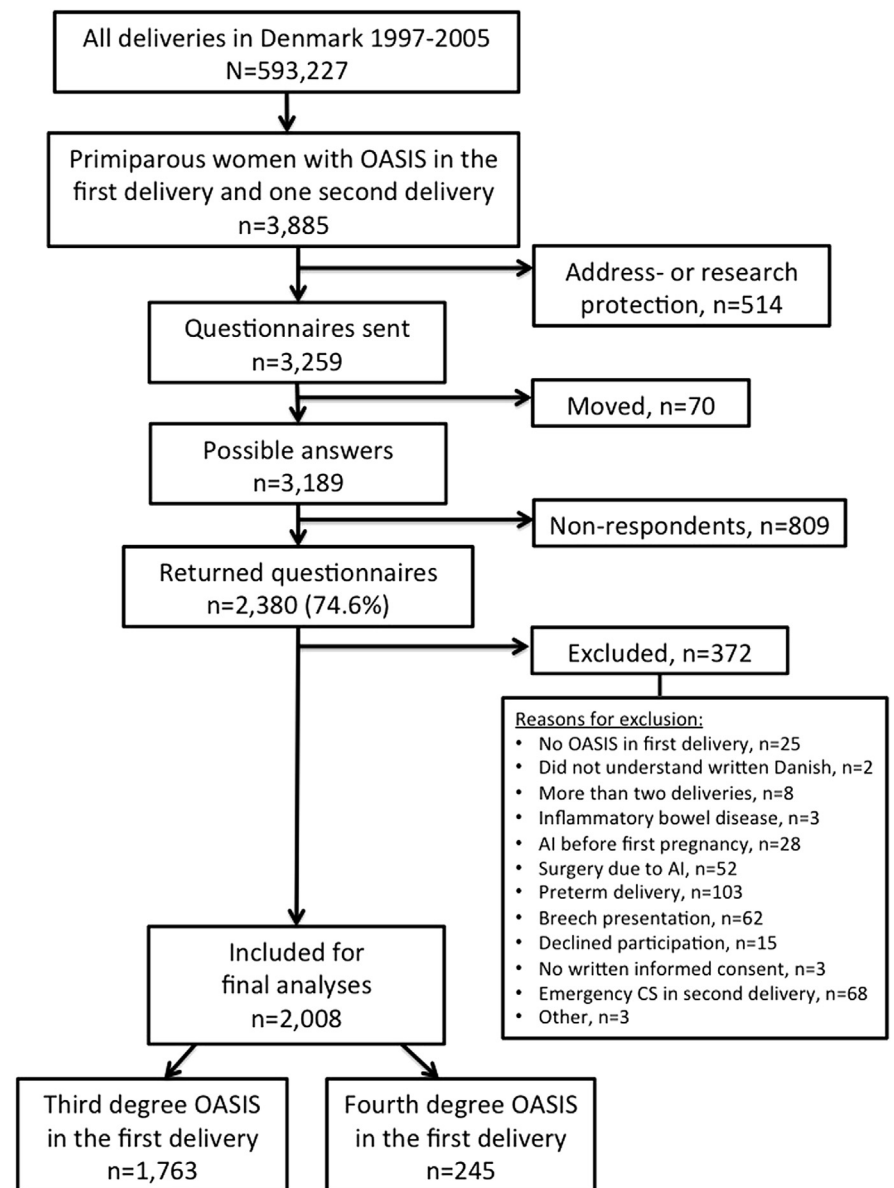 All deliveries in Denmark 1997-2005
N=593,227
Primiparous women with OASIS in the
first delivery and one second delivery
n=3,885
Address- or research
protection, n=514
Questionnaires sent
n=3,259
Moved, n=70
Possible answers
n=3,189
Non-respondents, n=809
Returned questionnaires
n=2,380 (74.6%)
Excluded, n=372
Reasons for exclusion:
• No OASIS in first delivery, n=25
• Did not understand written Danish, n=2
• More than two deliveries, n=8
• Inflammatory bowel disease, n=3
• AI before first pregnancy, n=28
• Surgery due to AI, n=52
• Preterm delivery, n=103
• Breech presentation, n=62
• Declined participation, n=15
• No written informed consent, n=3
• Emergency CS in second delivery, n=68
• Other, n=3
Included for
final analyses
n=2,008
Third degree OASIS
in the first delivery
n=1,763
Fourth degree OASIS
in the first delivery
n=245